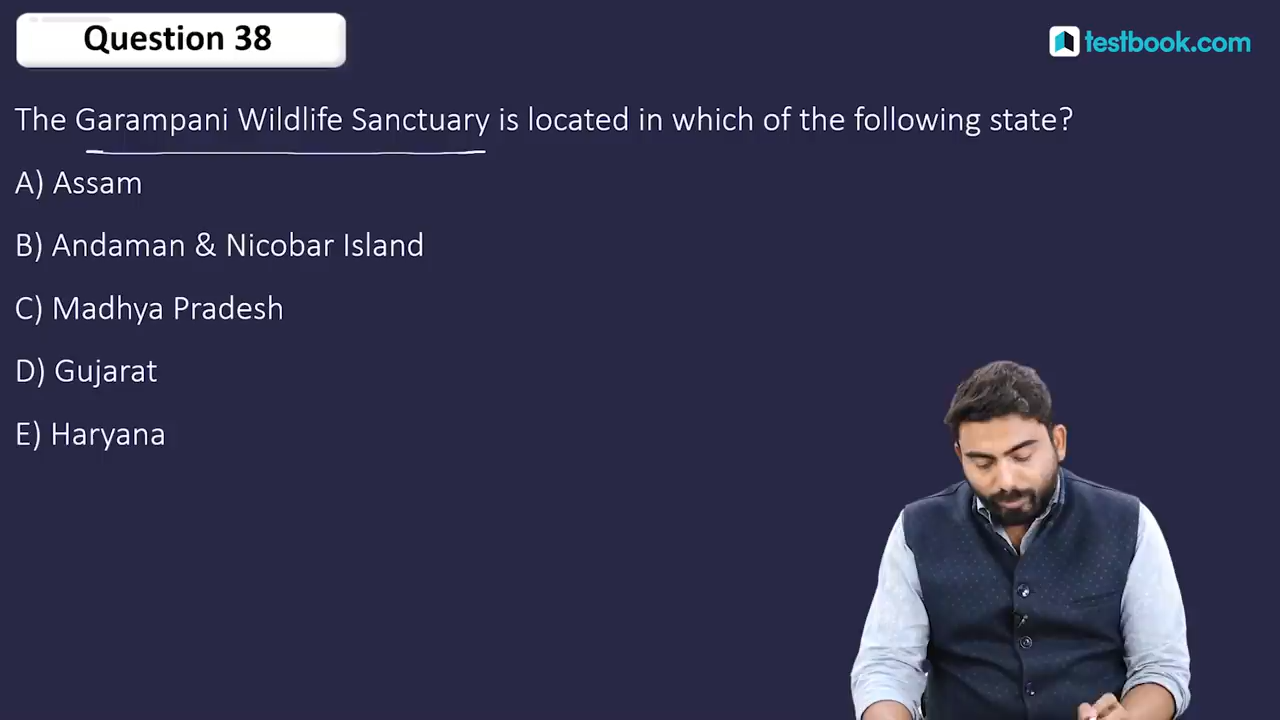 Question 38
testbook.com
The Garampani Wildlife Sanctuary is located in which of the following state?
A) Assam
B) Andaman & Nicobar Island
C) Madhya Pradesh
D) Gujarat
E) Haryana